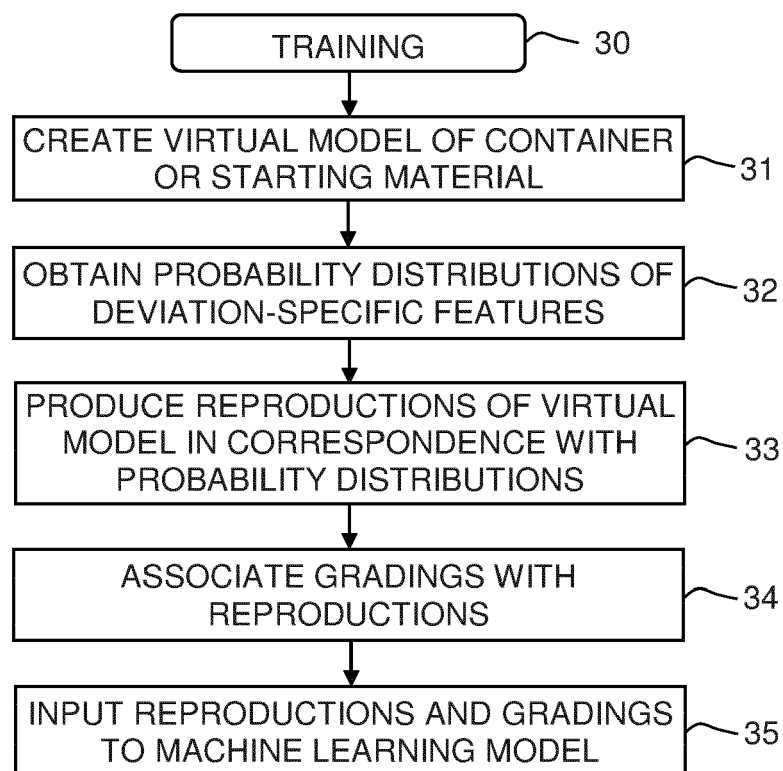 TRAINING
30
CREATE VIRTUAL MODEL OF CONTAINER
OR STARTING MATERIAL
31
OBTAIN PROBABILITY DISTRIBUTIONS OF
DEVIATION-SPECIFIC FEATURES
32
PRODUCE REPRODUCTIONS OF VIRTUAL
MODEL IN CORRESPONDENCE WITH
PROBABILITY DISTRIBUTIONS
33
ASSOCIATE GRADINGS WITH
REPRODUCTIONS
34
INPUT REPRODUCTIONS AND GRADINGS
TO MACHINE LEARNING MODEL
35